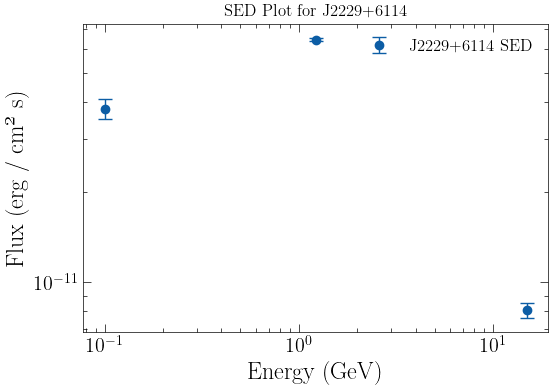 SED Plot for J2229+6114
J2229+6114 SED
Flux (erg / cm² s)
10⁻¹¹
10⁻¹ 10⁰ 10¹
Energy (GeV)